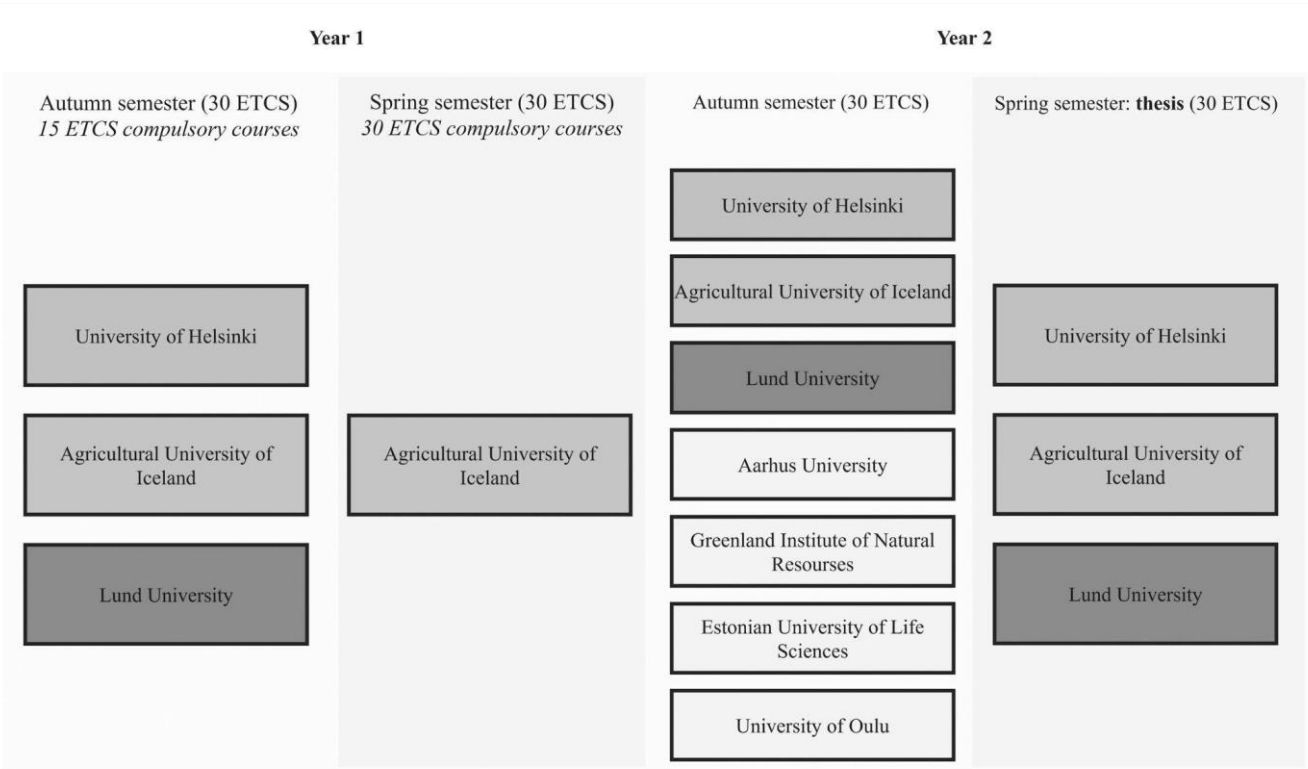 Year 1
Year 2
Autumn semester (30 ETCS)
15 ETCS compulsory courses
University of Helsinki
Agricultural University of
Iceland
Lund University
Spring semester (30 ETCS)
30 ETCS compulsory courses
Agricultural University of
Iceland
Autumn semester (30 ETCS)
University of Helsinki
Agricultural University of Iceland
Lund University
Aarhus University
Greenland Institute of Natural
Resourses
Estonian University of Life
Sciences
University of Oulu
Spring semester: thesis (30 ETCS)
University of Helsinki
Agricultural University of
Iceland
Lund University